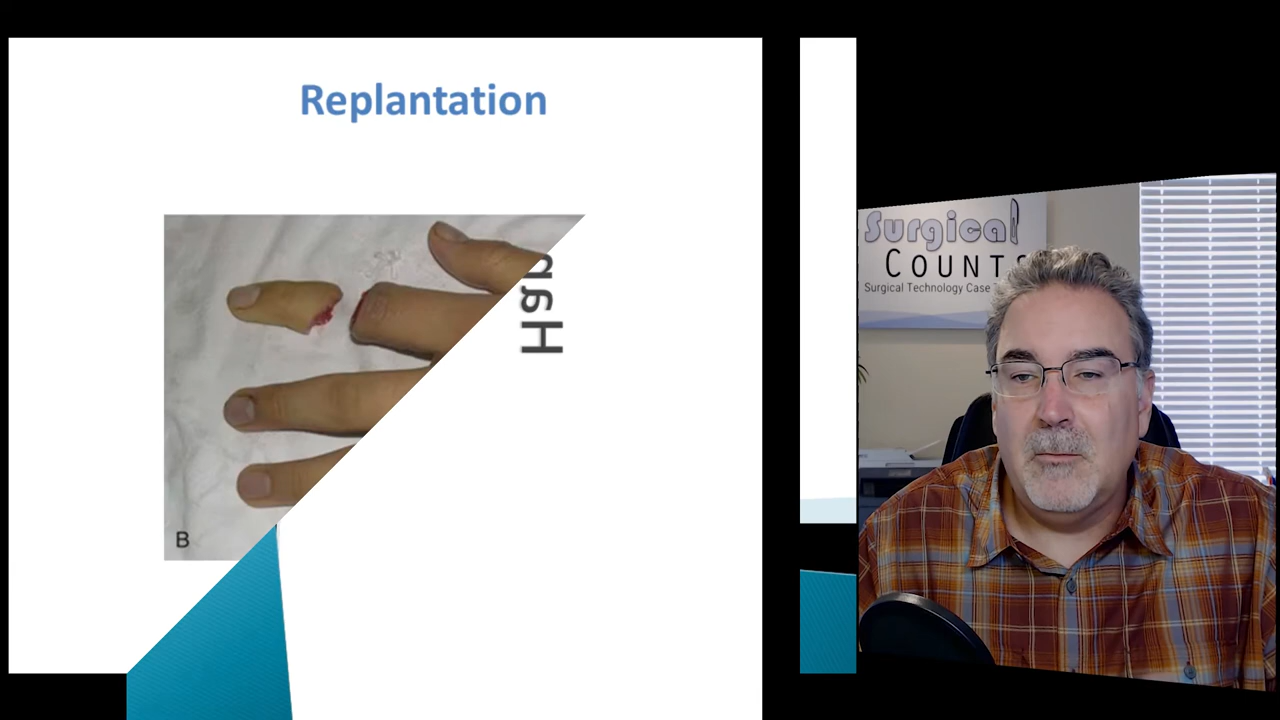 Replantation
B
Surgical
COUNTS
Surgical Technology Case